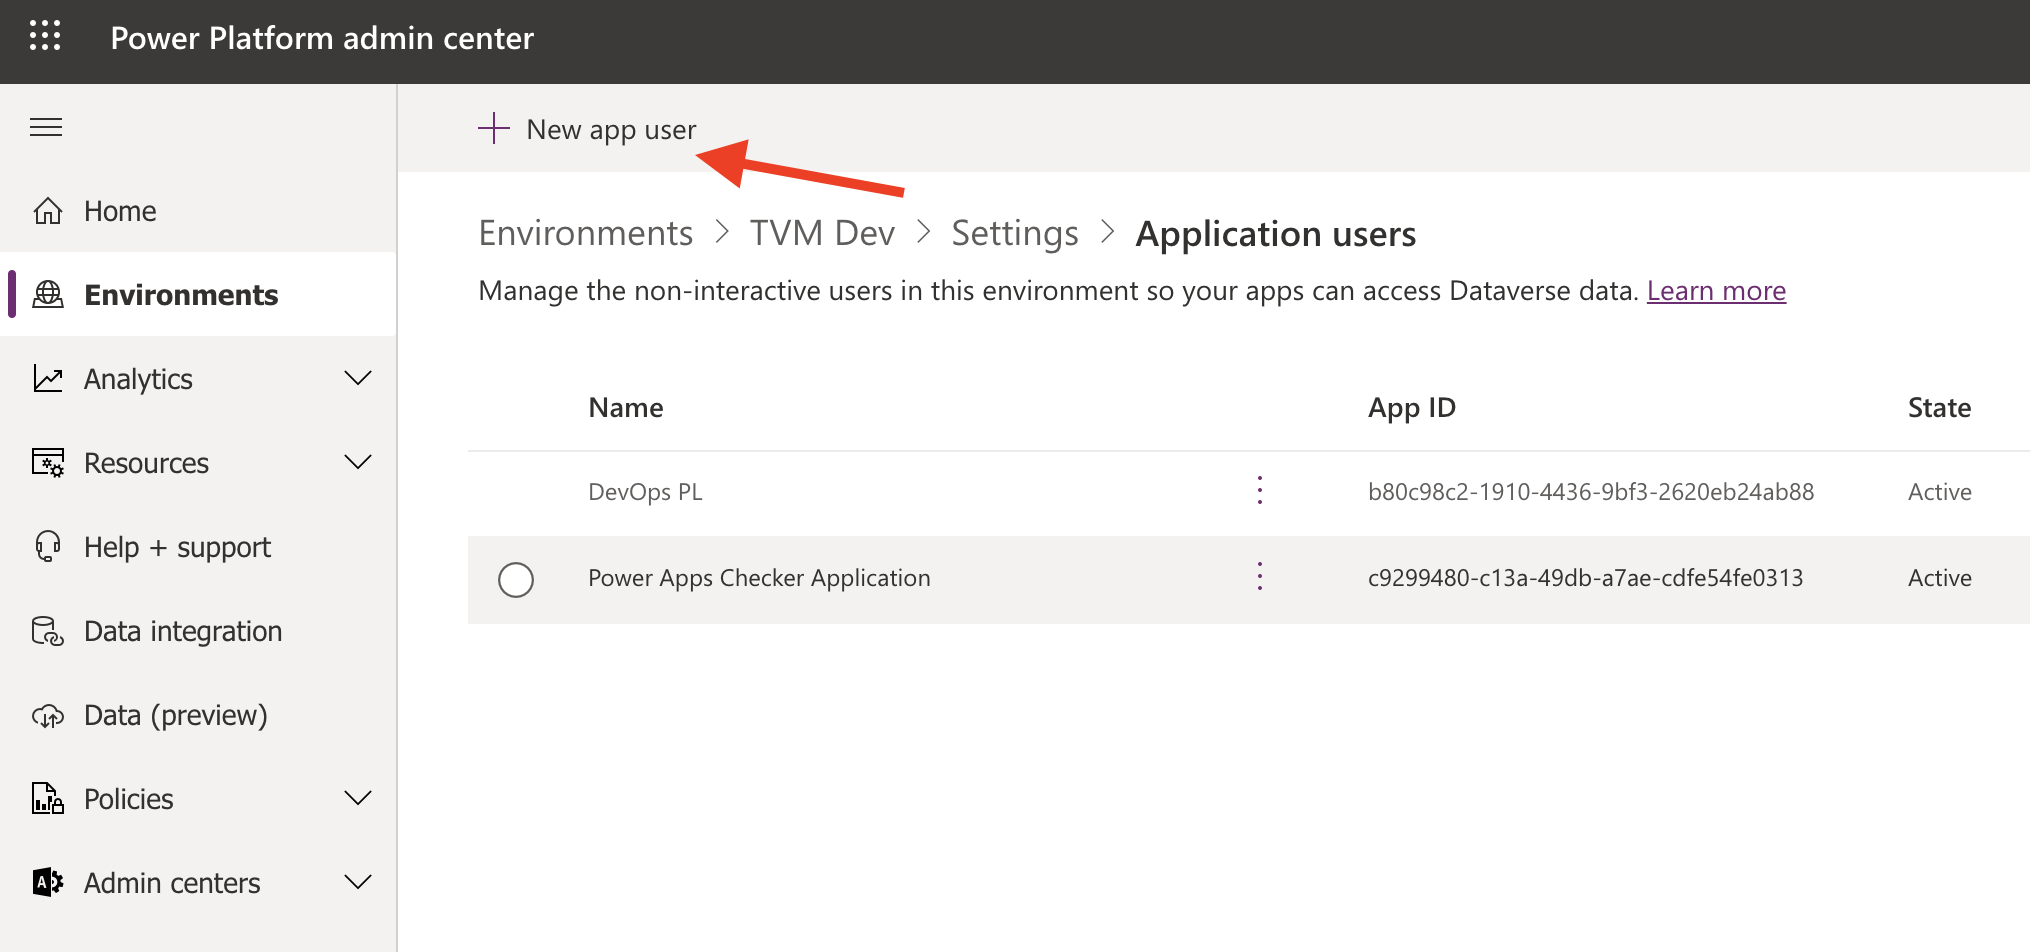 Power Platform admin center
New app user
Home
Environments
Analytics
Resources
Help + support
Data integration
Data (preview)
Policies
Admin centers
Environments > TVM Dev > Settings > Application users
Manage the non-interactive users in this environment so your apps can access Dataverse data. Learn more
Name App ID State
DevOps PL b80c98c2-1910-4436-9bf3-2620eb24ab88 Active
Power Apps Checker Application c9299480-c13a-49db-a7ae-cdfe54fe0313 Active